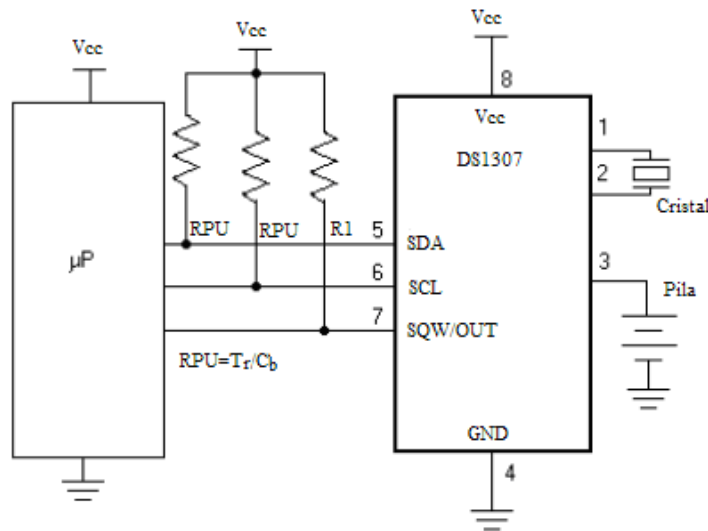 Vcc
Vcc
Vcc
8
Vcc
DS1307
1
2
Cristal
RPU
RPU
R1
5
SDA
µP
6
SCL
3
Pila
7
SQW/OUT
RPU=Tr/Cb
GND
4